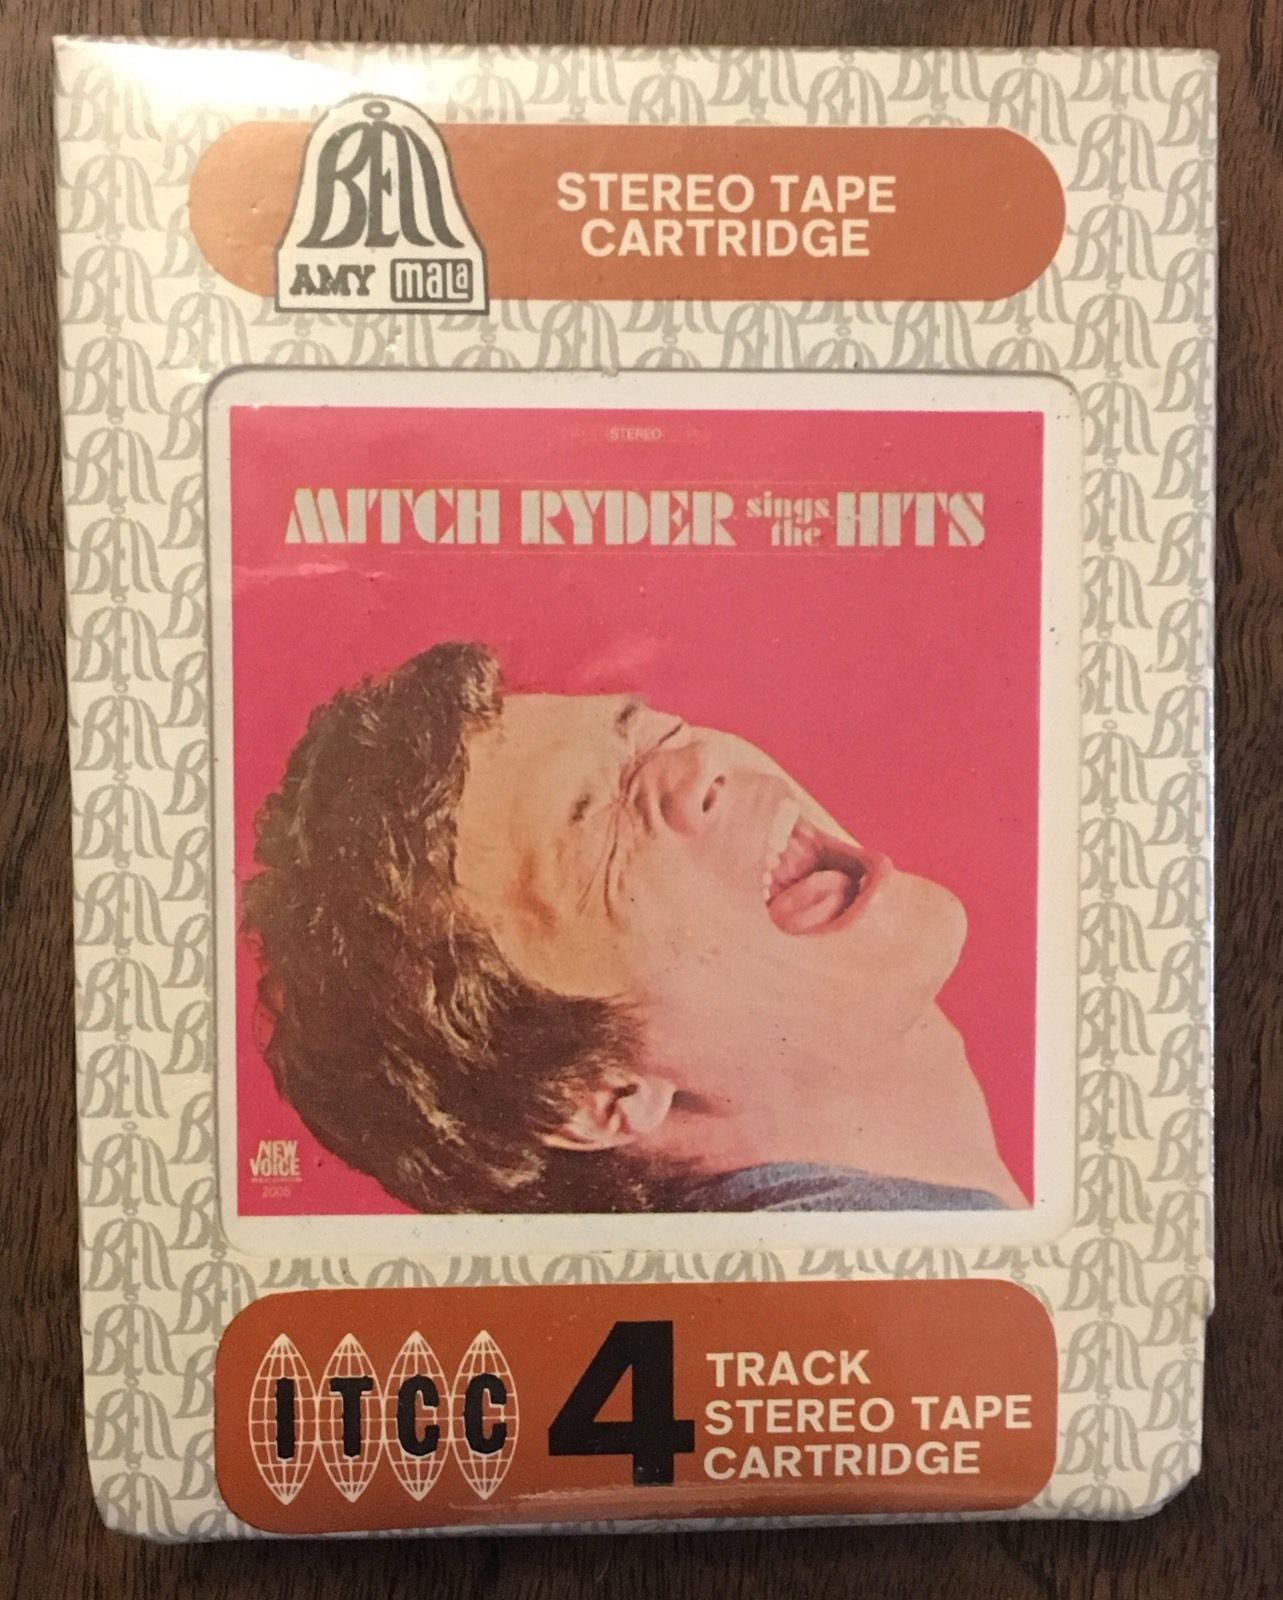 BELL
AMY mala
STEREO TAPE
CARTRIDGE
STEREO
MITCH RYDER sings the HITS
NEW
VOICE
2005
ITCC
4 TRACK
STEREO TAPE
CARTRIDGE